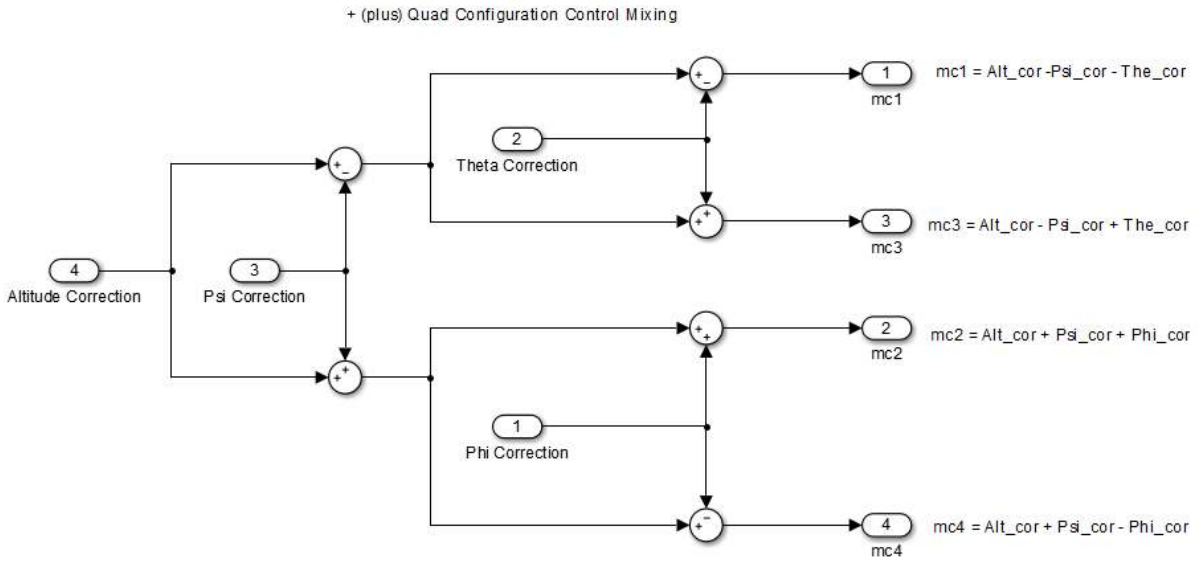 + (plus) Quad Configuration Control Mixing
+
-
1
mc1
mc1 = Alt_cor -Psi_cor - The_cor
2
Theta Correction
+
-
+
+
3
mc3
mc3 = Alt_cor - Psi_cor + The_cor
4
Altitude Correction
3
Psi Correction
+
+
+
+
2
mc2
mc2 = Alt_cor + Psi_cor + Phi_cor
1
Phi Correction
+
-
4
mc4
mc4 = Alt_cor + Psi_cor - Phi_cor